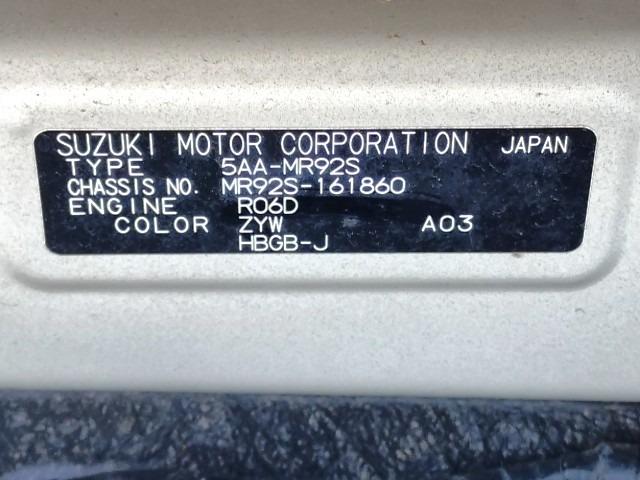 SUZUKI MOTOR CORPORATION JAPAN
TYPE 5AA-MR92S
CHASSIS NO. MR92S-161860
ENGINE R06D
COLOR ZYW A03
HBGB-J